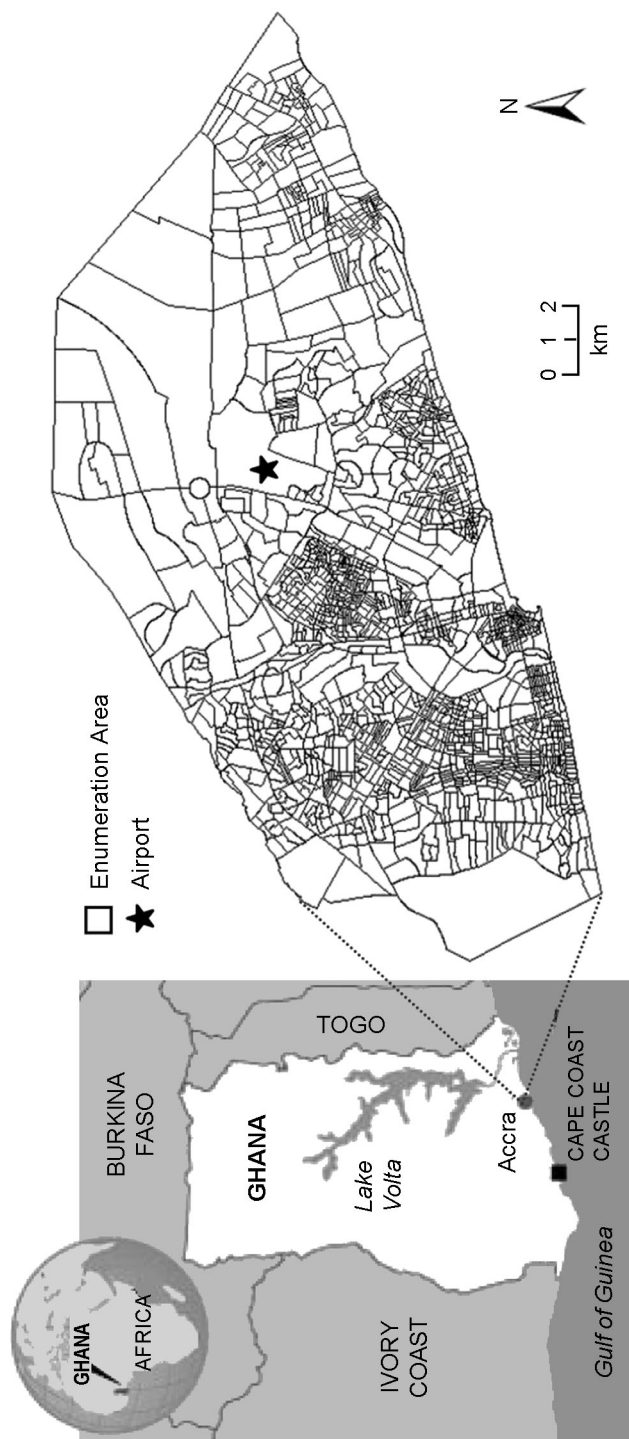 GHANA
AFRICA
BURKINA
FASO
TOGO
GHANA
Lake
Volta
IVORY
COAST
Accra
CAPE COAST
CASTLE
Gulf of Guinea
Enumeration Area
Airport
N
0 1 2
km